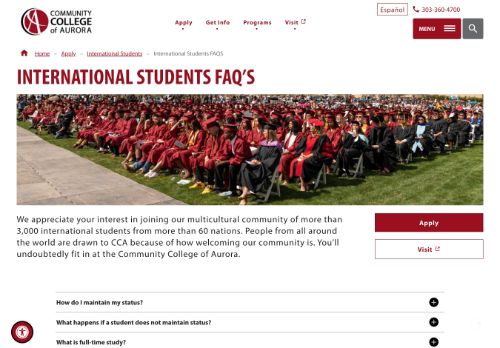 COMMUNITY
COLLEGE
of AURORA
Apply
Get Info
Programs
Visit
Español
303-360-4700
MENU
Home – Apply – International Students – International Students FAQS
INTERNATIONAL STUDENTS FAQ'S
We appreciate your interest in joining our multicultural community of more than
3,000 international students from more than 60 nations. People from all around
the world are drawn to CCA because of how welcoming our community is. You'll
undoubtedly fit in at the Community College of Aurora.
Apply
Visit
How do I maintain my status?
What happens if a student does not maintain status?
What is full-time study?